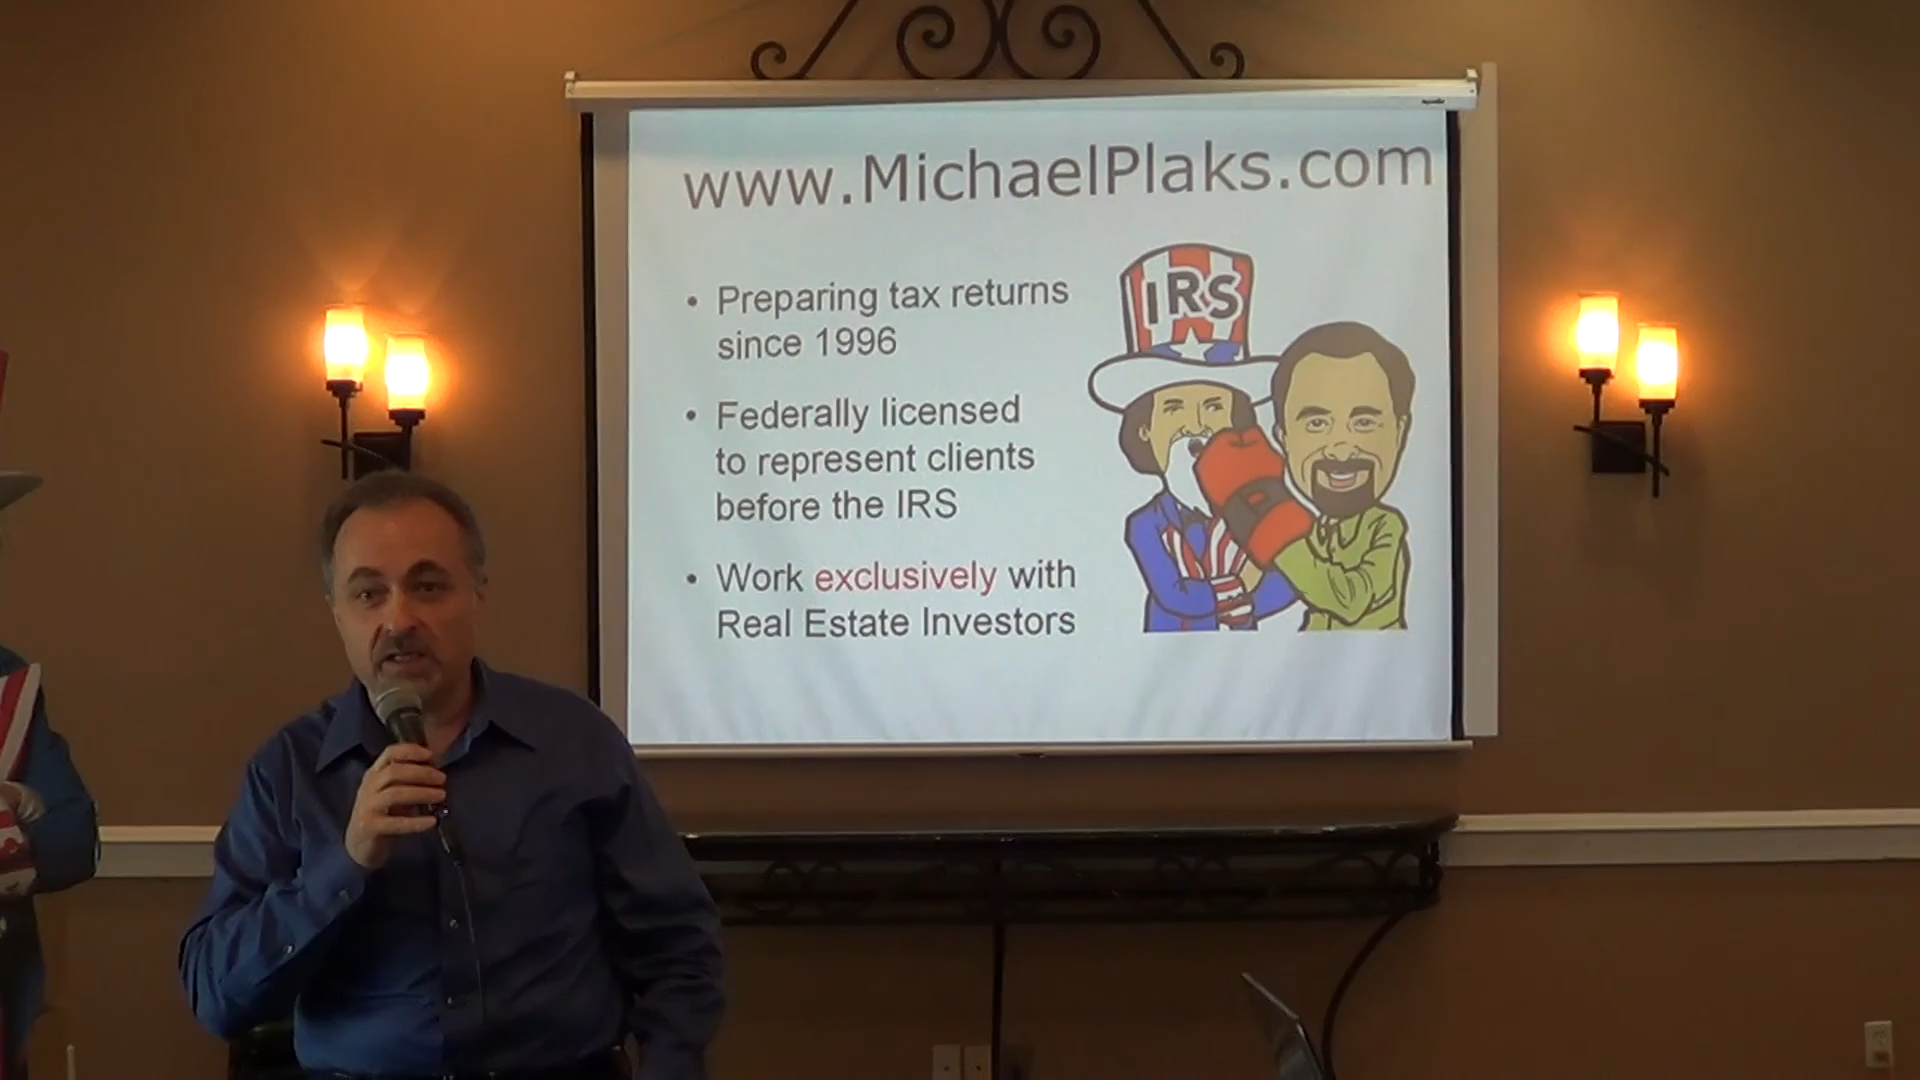 www.MichaelPlaks.com
• Preparing tax returns
since 1996
• Federally licensed
to represent clients
before the IRS
• Work exclusively with
Real Estate Investors
IRS